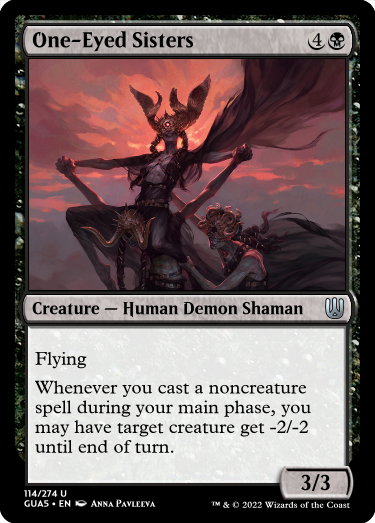 One-Eyed Sisters 4
Creature — Human Demon Shaman
Flying
Whenever you cast a noncreature
spell during your main phase, you
may have target creature get -2/-2
until end of turn.
3/3
114/274 U
GUA5 • EN Anna Pavleeva
™ & © 2022 Wizards of the Coast